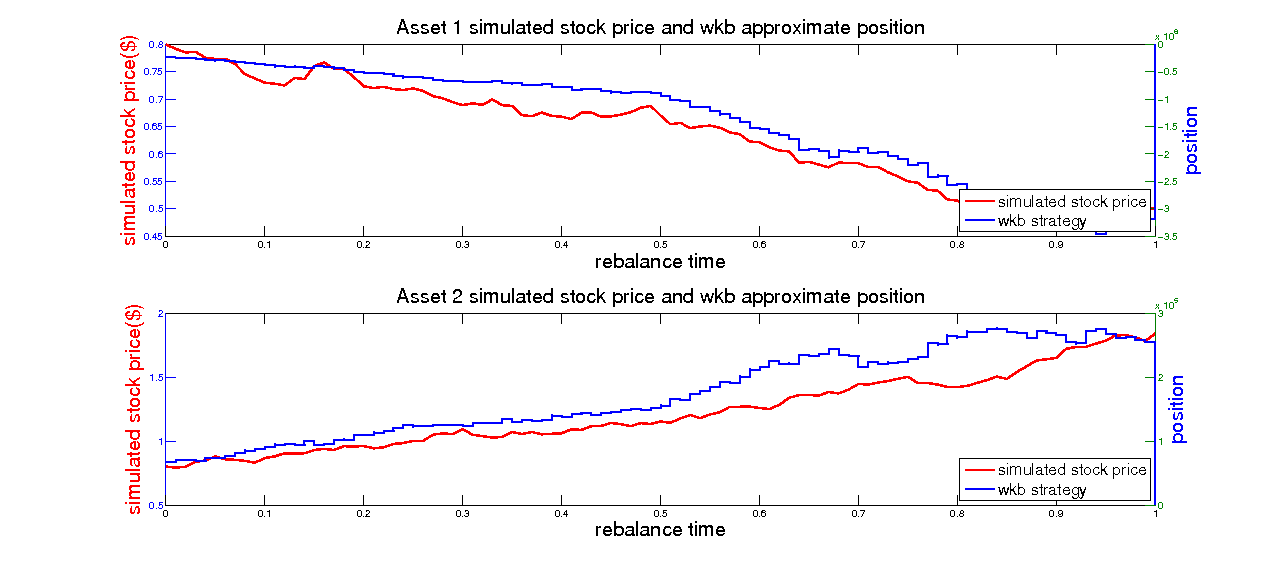 Asset 1 simulated stock price and wkb approximate position
simulated stock price($)
0.8
0.75
0.7
0.65
0.6
0.55
0.5
0.45
0 0.1 0.2 0.3 0.4 0.5 0.6 0.7 0.8 0.9 1
rebalance time
0
−0.5
−1
−1.5
−2
−2.5
−3
−3.5
position
simulated stock price
wkb strategy
Asset 2 simulated stock price and wkb approximate position
simulated stock price($)
2
1.5
1
0.5
0 0.1 0.2 0.3 0.4 0.5 0.6 0.7 0.8 0.9 1
rebalance time
3
2
1
0
position
simulated stock price
wkb strategy